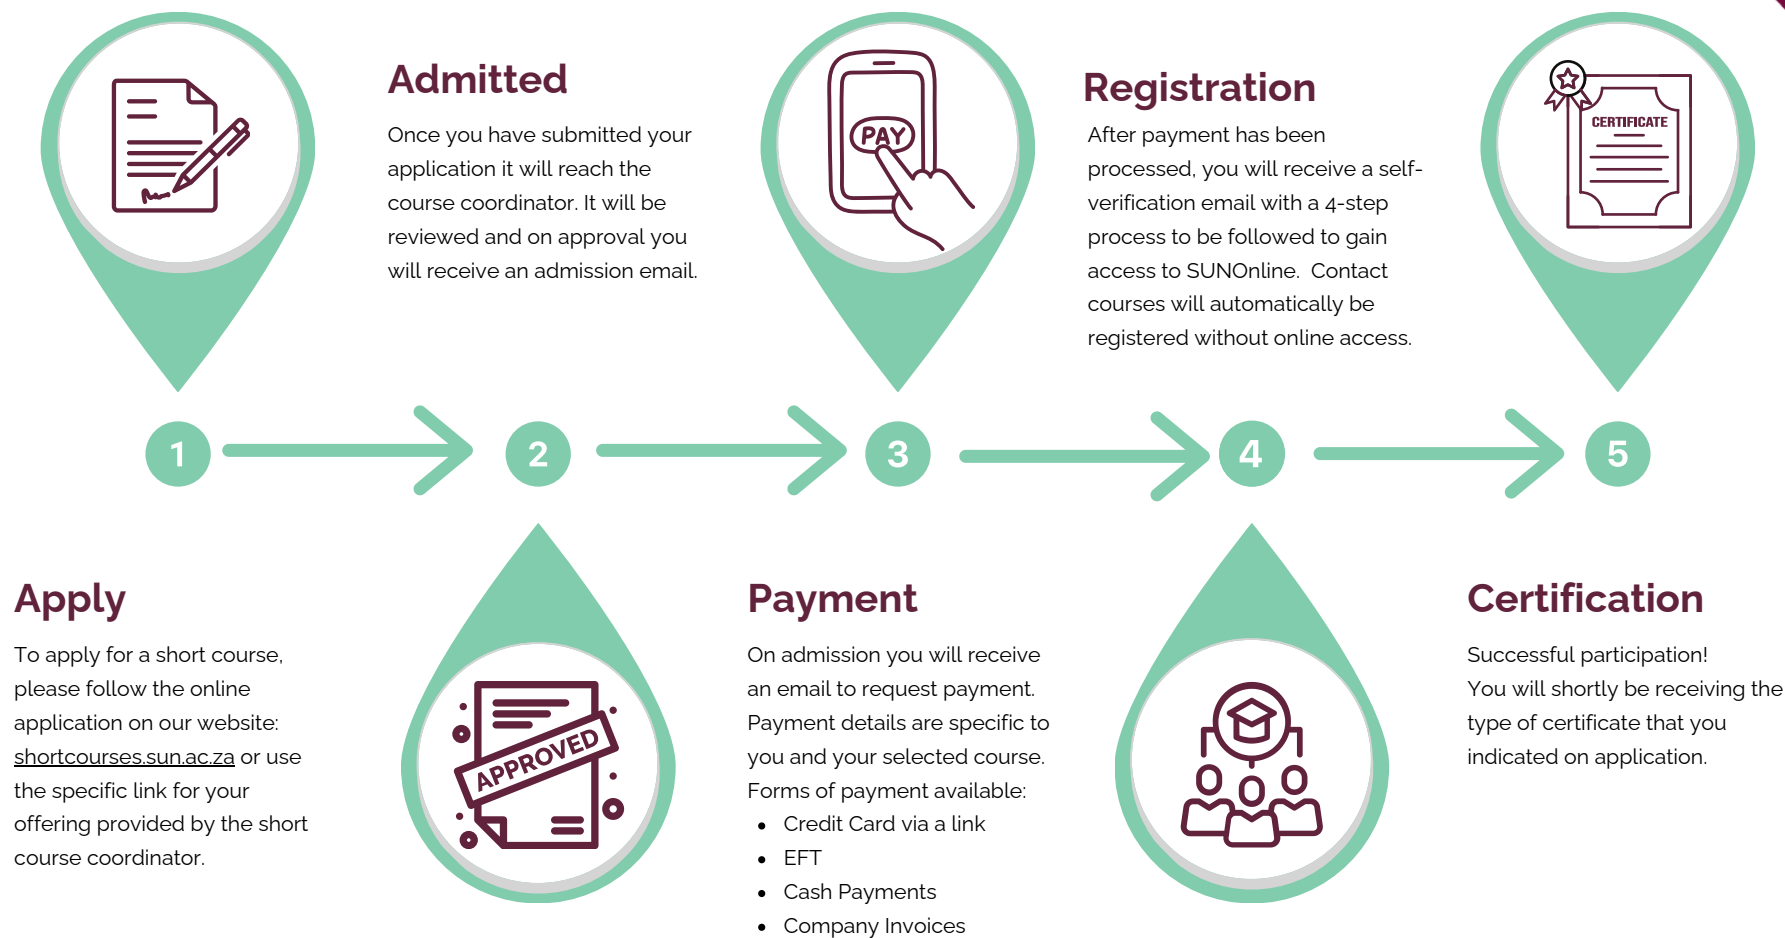 Apply
To apply for a short course,
please follow the online
application on our website:
shortcourses.sun.ac.za or use
the specific link for your
offering provided by the short
course coordinator.
1
Admitted
Once you have submitted your
application it will reach the
course coordinator. It will be
reviewed and on approval you
will receive an admission email.
2
APPROVED
PAY
3
Payment
On admission you will receive
an email to request payment.
Payment details are specific to
you and your selected course.
Forms of payment available:
• Credit Card via a link
• EFT
• Cash Payments
• Company Invoices
Registration
After payment has been
processed, you will receive a self-
verification email with a 4-step
process to be followed to gain
access to SUNOnline.  Contact
courses will automatically be
registered without online access.
4
CERTIFICATE
5
Certification
Successful participation!
You will shortly be receiving the
type of certificate that you
indicated on application.